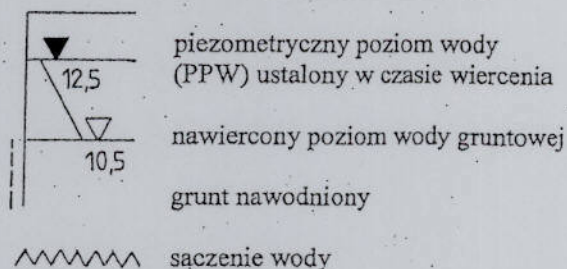 piezometryczny poziom wody
(PPW) ustalony w czasie wiercenia
12,5
nawiercony poziom wody gruntowej
10,5
grunt nawodniony
sączenie wody